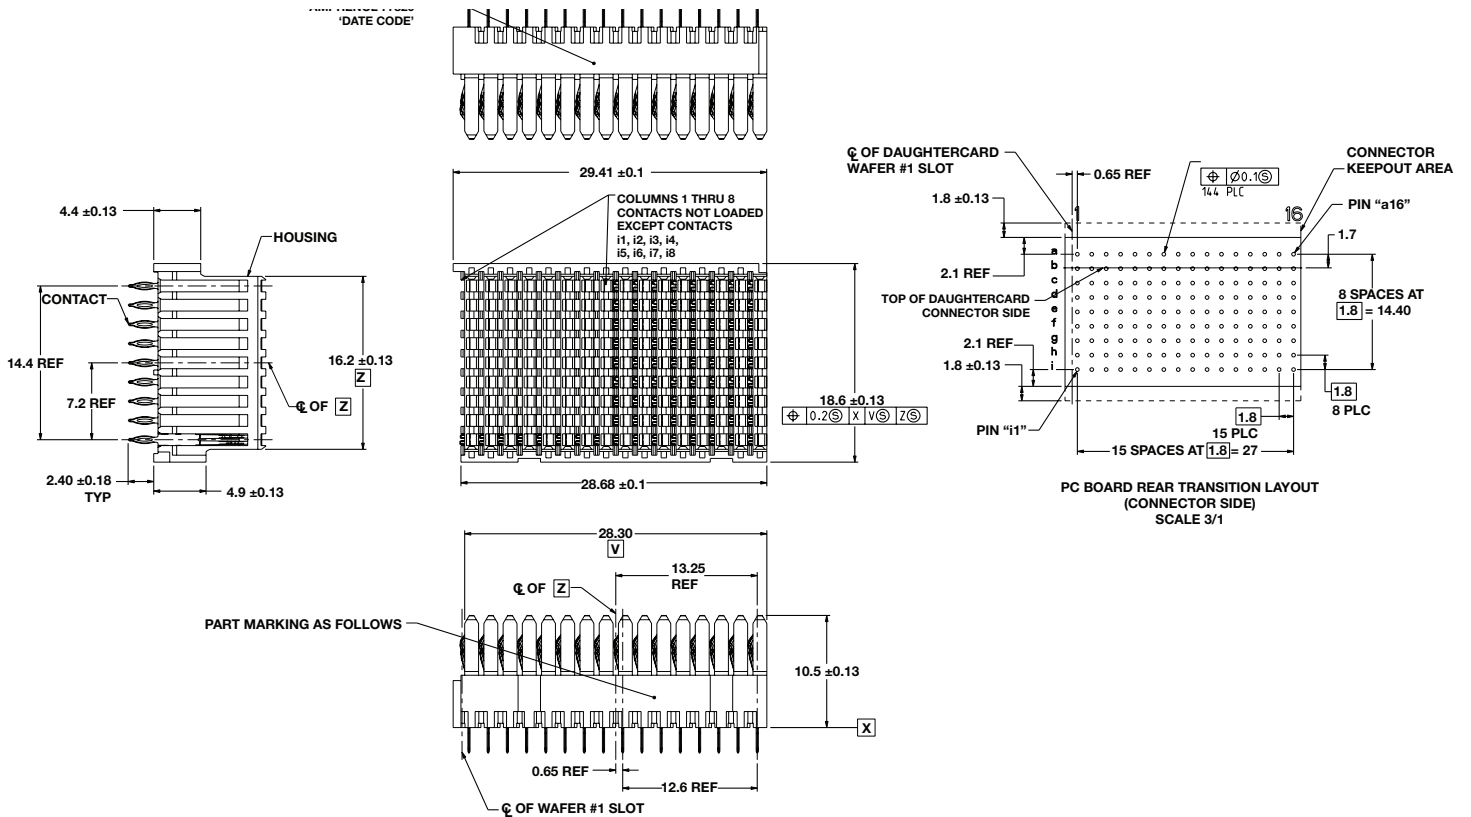 ‘DATE CODE’
29.41 ±0.1
COLUMNS 1 THRU 8
CONTACTS NOT LOADED
EXCEPT CONTACTS
i1, i2, i3, i4,
i5, i6, i7, i8
4.4 ±0.13
HOUSING
CONTACT
14.4 REF
7.2 REF
16.2 ±0.13
Z
℄ OF Z
2.40 ±0.18
TYP
4.9 ±0.13
18.6 ±0.13
⌖ 0.2Ⓢ X VⓈ ZⓈ
28.68 ±0.1
℄ OF DAUGHTERCARD
WAFER #1 SLOT
0.65 REF
⌖ Ø0.1Ⓢ
144 PLC
CONNECTOR
KEEPOUT AREA
1.8 ±0.13
1
16
PIN “a16”
1.7
a
b
c
d
e
f
g
h
i
2.1 REF
TOP OF DAUGHTERCARD
CONNECTOR SIDE
8 SPACES AT
1.8 = 14.40
2.1 REF
1.8 ±0.13
1.8
8 PLC
1.8
15 PLC
PIN “i1”
15 SPACES AT 1.8 = 27
PC BOARD REAR TRANSITION LAYOUT
(CONNECTOR SIDE)
SCALE 3/1
28.30
V
13.25
REF
℄ OF Z
PART MARKING AS FOLLOWS
10.5 ±0.13
X
0.65 REF
12.6 REF
℄ OF WAFER #1 SLOT